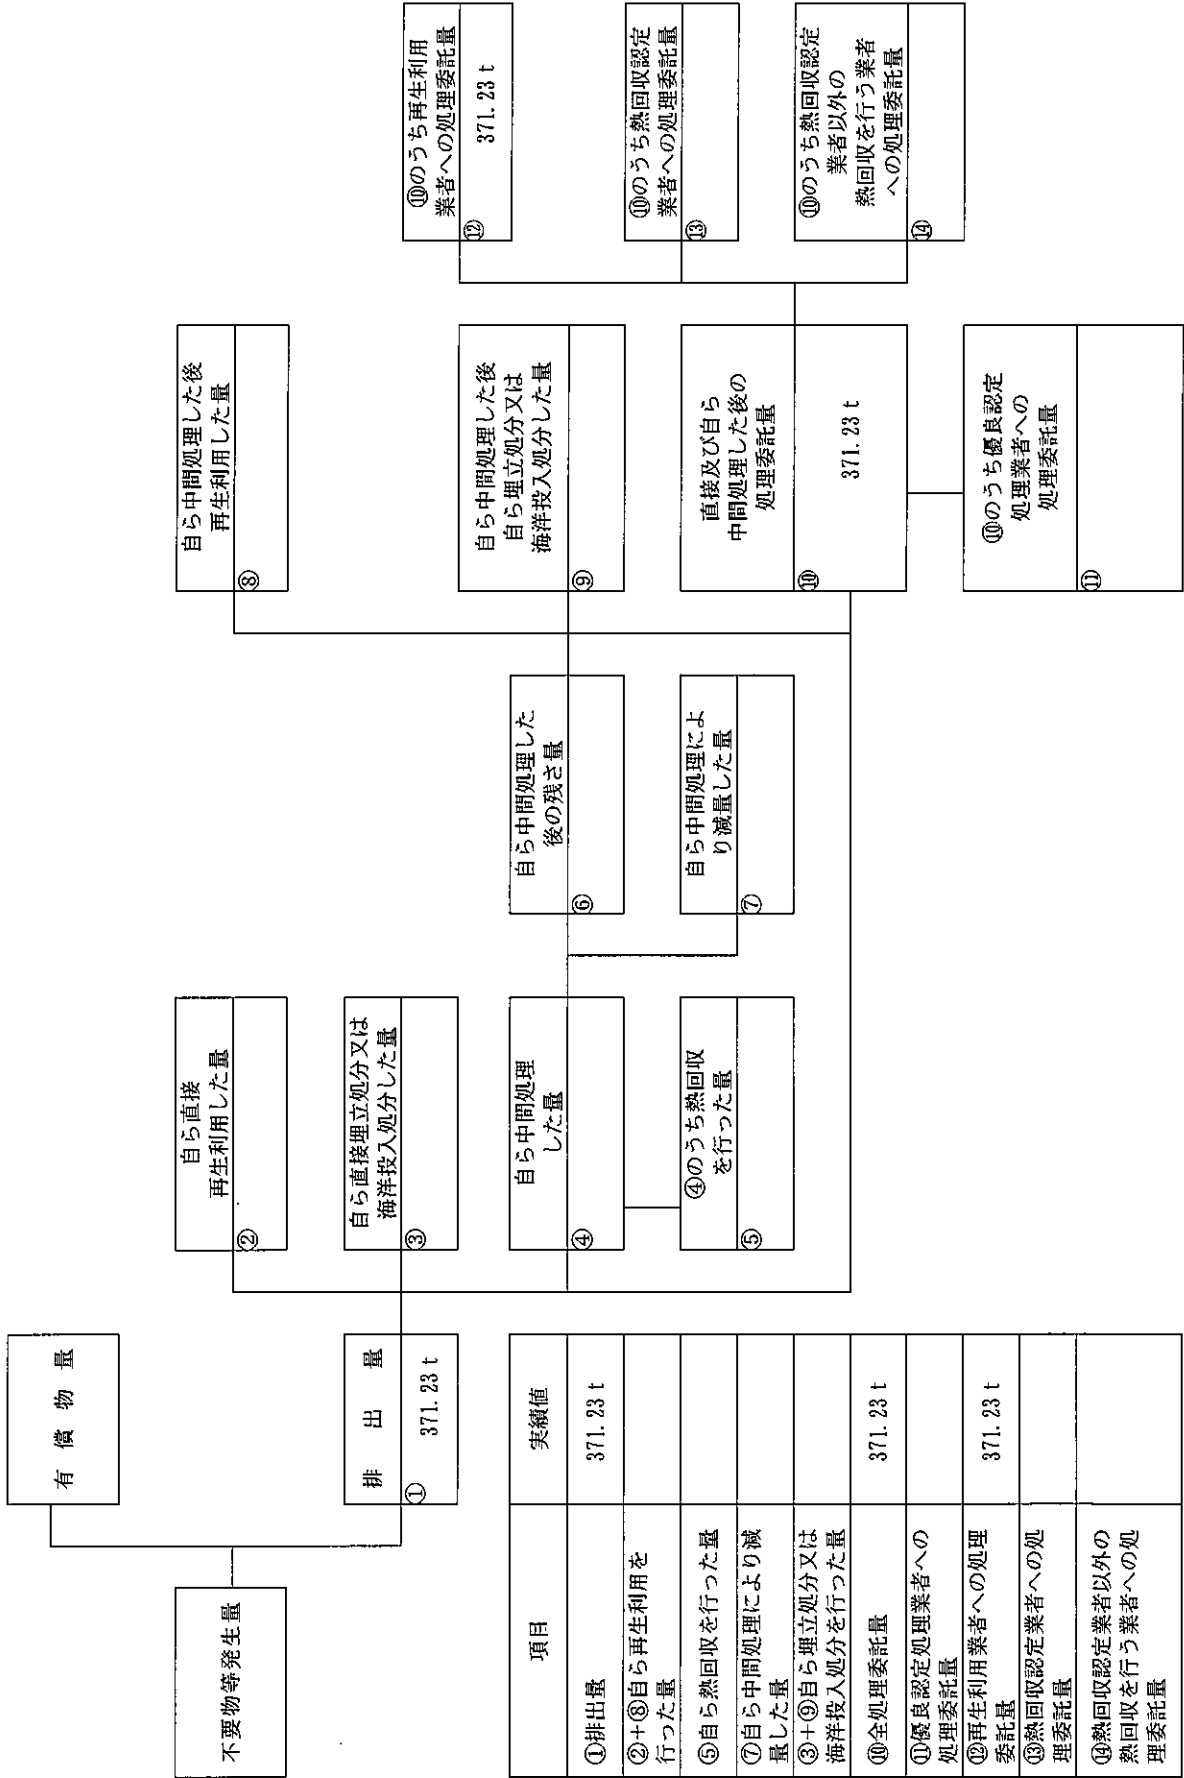 不要物等発生量
有償物量
排出量
①
371.23 t
自ら直接
再生利用した量
②
自ら直接埋立処分又は
海洋投入処分した量
③
自ら中間処理
した量
④
④のうち熱回収
を行った量
⑤
自ら中間処理した
後の残さ量
⑥
自ら中間処理によ
り減量した量
⑦
自ら中間処理した後
再生利用した量
⑧
自ら中間処理した後
自ら埋立処分又は
海洋投入処分した量
⑨
直接及び自ら
中間処理した後の
処理委託量
⑩
371.23 t
⑩のうち優良認定
処理業者への
処理委託量
⑪
⑩のうち再生利用
業者への処理委託量
⑫
371.23 t
⑩のうち熱回収認定
業者への処理委託量
⑬
⑩のうち熱回収認定
業者以外の
熱回収を行う業者
への処理委託量
⑭
項目 実績値
①排出量 371.23 t
②+⑧自ら再生利用を
行った量
⑤自ら熱回収を行った量
⑦自ら中間処理により減
量した量
③+⑨自ら埋立処分又は
海洋投入処分を行った量
⑩全処理委託量 371.23 t
⑪優良認定処理業者への
処理委託量
⑫再生利用業者への処理
委託量 371.23 t
⑬熱回収認定業者への処
理委託量
⑭熱回収認定業者以外の
熱回収を行う業者への処
理委託量